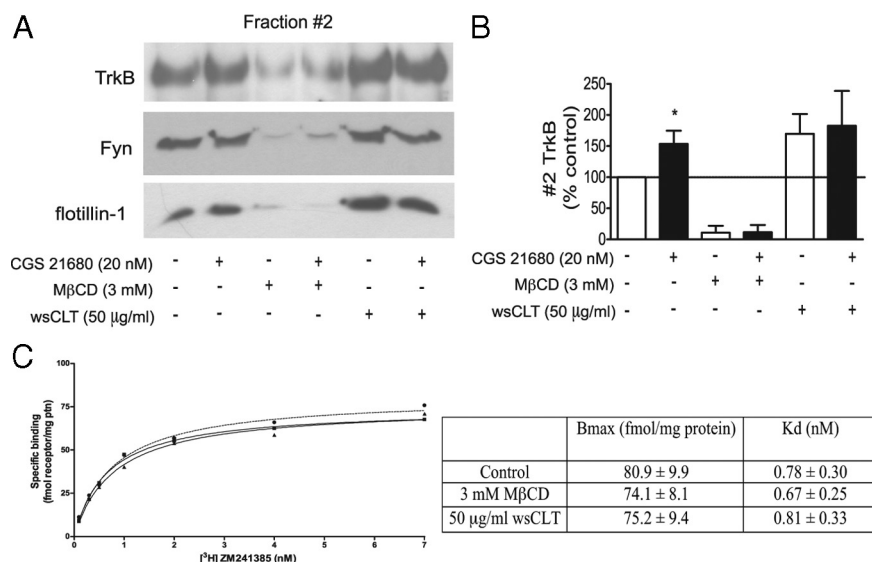 A
Fraction #2
TrkB
Fyn
flotillin-1
CGS 21680 (20 nM) - + - + - +
MβCD (3 mM) - - + + - -
wsCLT (50 μg/ml) - - - - + +
B
#2 TrkB
(% control)
250
200
150
100
50
0
*
CGS 21680 (20 nM) - + - + - +
MβCD (3 mM) - - + + - -
wsCLT (50 μg/ml) - - - - + +
C
Specific binding
(fmol receptor/mg ptn)
100
75
50
25
0
0 1 2 3 4 5 6 7
[³H] ZM241385 (nM)
Bmax (fmol/mg protein) Kd (nM)
Control 80.9 ± 9.9 0.78 ± 0.30
3 mM MβCD 74.1 ± 8.1 0.67 ± 0.25
50 μg/ml wsCLT 75.2 ± 9.4 0.81 ± 0.33